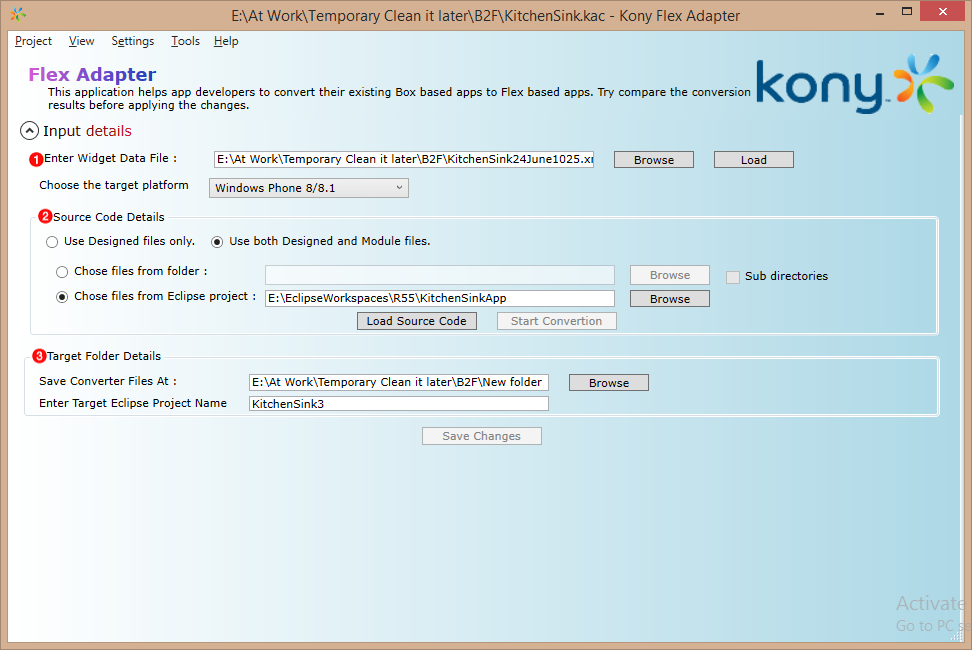 E:\At Work\Temporary Clean it later\B2F\KitchenSink.kac - Kony Flex Adapter
Project View Settings Tools Help
Flex Adapter
This application helps app developers to convert their existing Box based apps to Flex based apps. Try compare the conversion
results before applying the changes.
kony
Input details
1 Enter Widget Data File : E:\At Work\Temporary Clean it later\B2F\KitchenSink24June1025.x Browse Load
Choose the target platform Windows Phone 8/8.1
2 Source Code Details
Use Designed files only. Use both Designed and Module files.
Chose files from folder : Browse Sub directories
Chose files from Eclipse project : E:\EclipseWorkspaces\R55\KitchenSinkApp Browse
Load Source Code Start Convertion
3 Target Folder Details
Save Converter Files At : E:\At Work\Temporary Clean it later\B2F\New folder Browse
Enter Target Eclipse Project Name KitchenSink3
Save Changes
Activate
Go to PC se